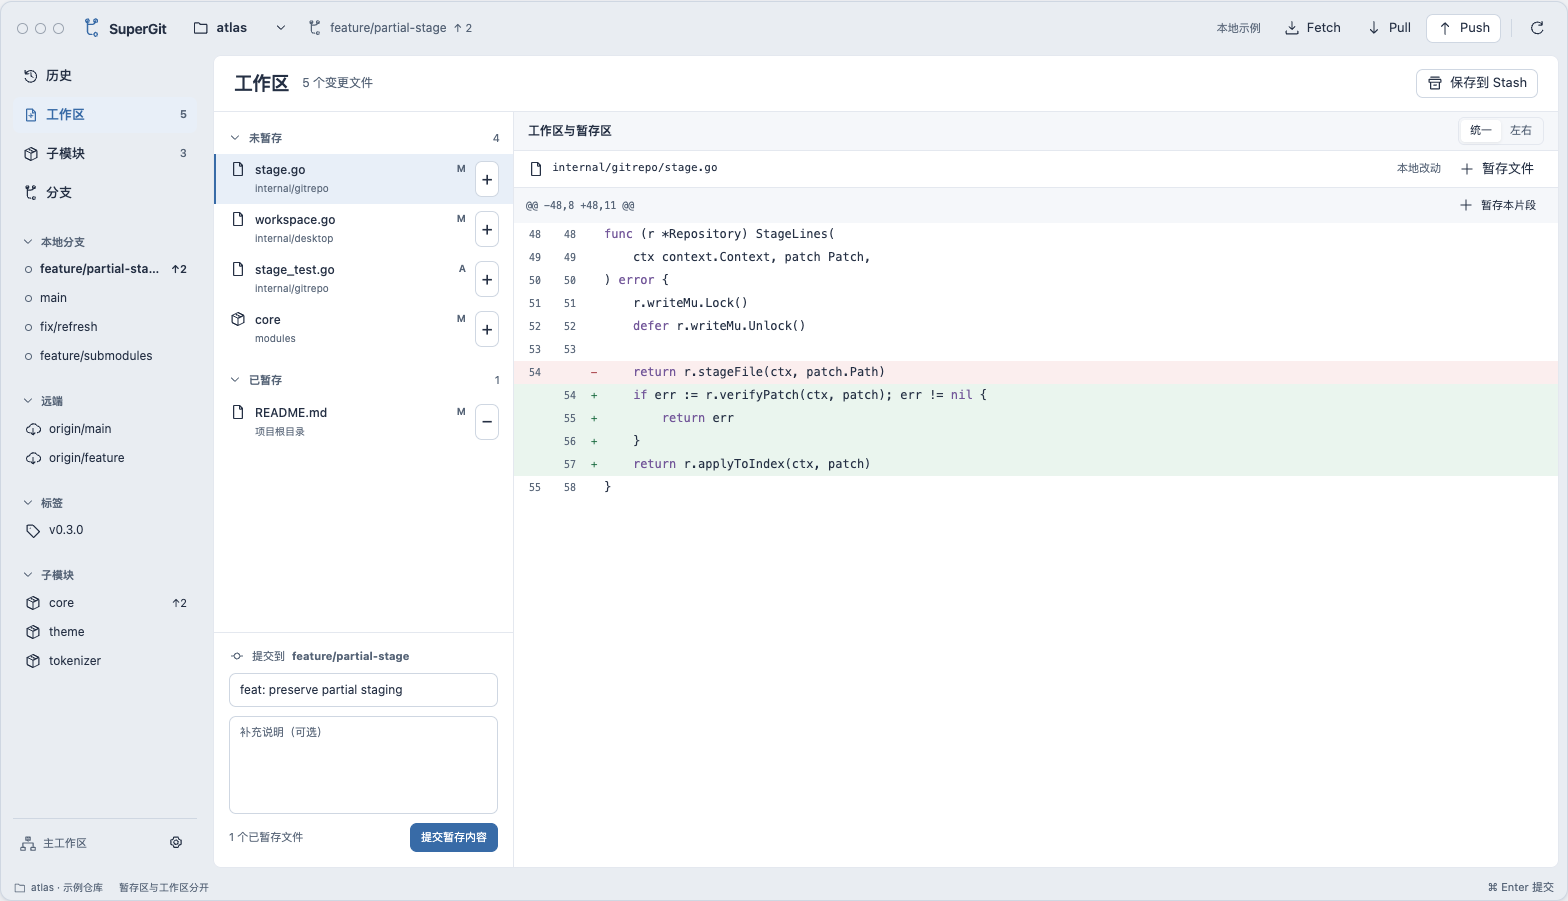 SuperGit atlas feature/partial-stage ↑ 2 本地示例 Fetch Pull Push
历史
工作区 5
子模块 3
分支
本地分支
feature/partial-sta... ↑2
main
fix/refresh
feature/submodules
远端
origin/main
origin/feature
标签
v0.3.0
子模块
core ↑2
theme
tokenizer
主工作区
工作区 5 个变更文件 保存到 Stash
未暂存 4
stage.go M
internal/gitrepo
workspace.go M
internal/desktop
stage_test.go A
internal/gitrepo
core M
modules
已暂存 1
README.md M
项目根目录
提交到 feature/partial-stage
feat: preserve partial staging
补充说明（可选）
1 个已暂存文件 提交暂存内容
工作区与暂存区 统一 左右
internal/gitrepo/stage.go 本地改动 + 暂存文件
@@ -48,8 +48,11 @@ + 暂存本片段
48 48 func (r *Repository) StageLines(
49 49 ctx context.Context, patch Patch,
50 50 ) error {
51 51 r.writeMu.Lock()
52 52 defer r.writeMu.Unlock()
53 53
54 - return r.stageFile(ctx, patch.Path)
54 + if err := r.verifyPatch(ctx, patch); err != nil {
55 + return err
56 + }
57 + return r.applyToIndex(ctx, patch)
55 58 }
atlas · 示例仓库 暂存区与工作区分开 ⌘ Enter 提交